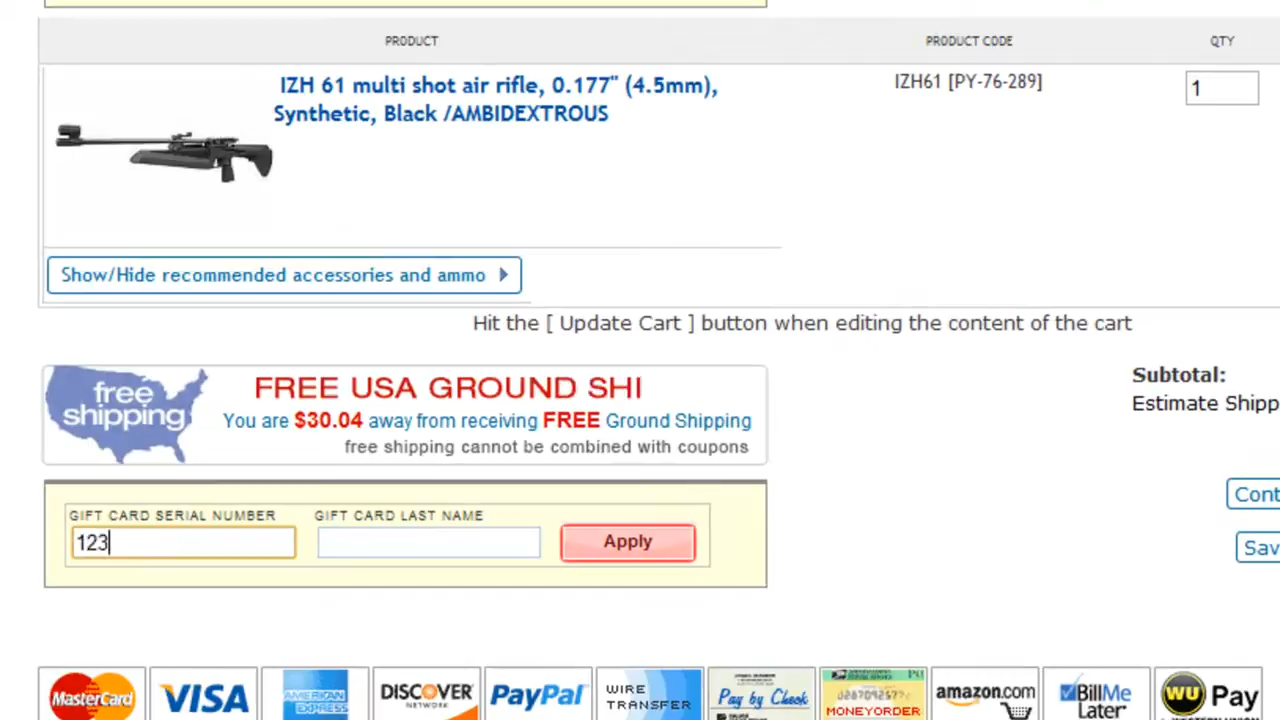 PRODUCT PRODUCT CODE QTY
IZH 61 multi shot air rifle, 0.177" (4.5mm), IZH61 [PY-76-289] 1
Synthetic, Black /AMBIDEXTROUS
Show/Hide recommended accessories and ammo
Hit the [ Update Cart ] button when editing the content of the cart
free shipping
FREE USA GROUND SHI
You are $30.04 away from receiving FREE Ground Shipping
free shipping cannot be combined with coupons
Subtotal:
Estimate Shipp
Cont
Sav
GIFT CARD SERIAL NUMBER GIFT CARD LAST NAME
123 Apply
MasterCard VISA AMERICAN EXPRESS DISCOVER NETWORK PayPal WIRE TRANSFER Pay by Check MONEYORDER amazon.com BillMe Later WU Pay